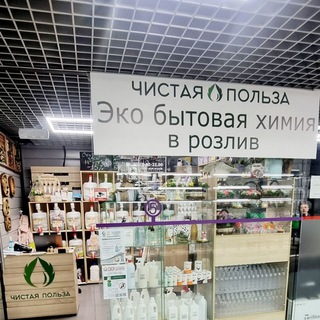 ЧИСТАЯ ПОЛЬЗА
Эко бытовая химия
в розлив
ЧИСТАЯ ПОЛЬЗА